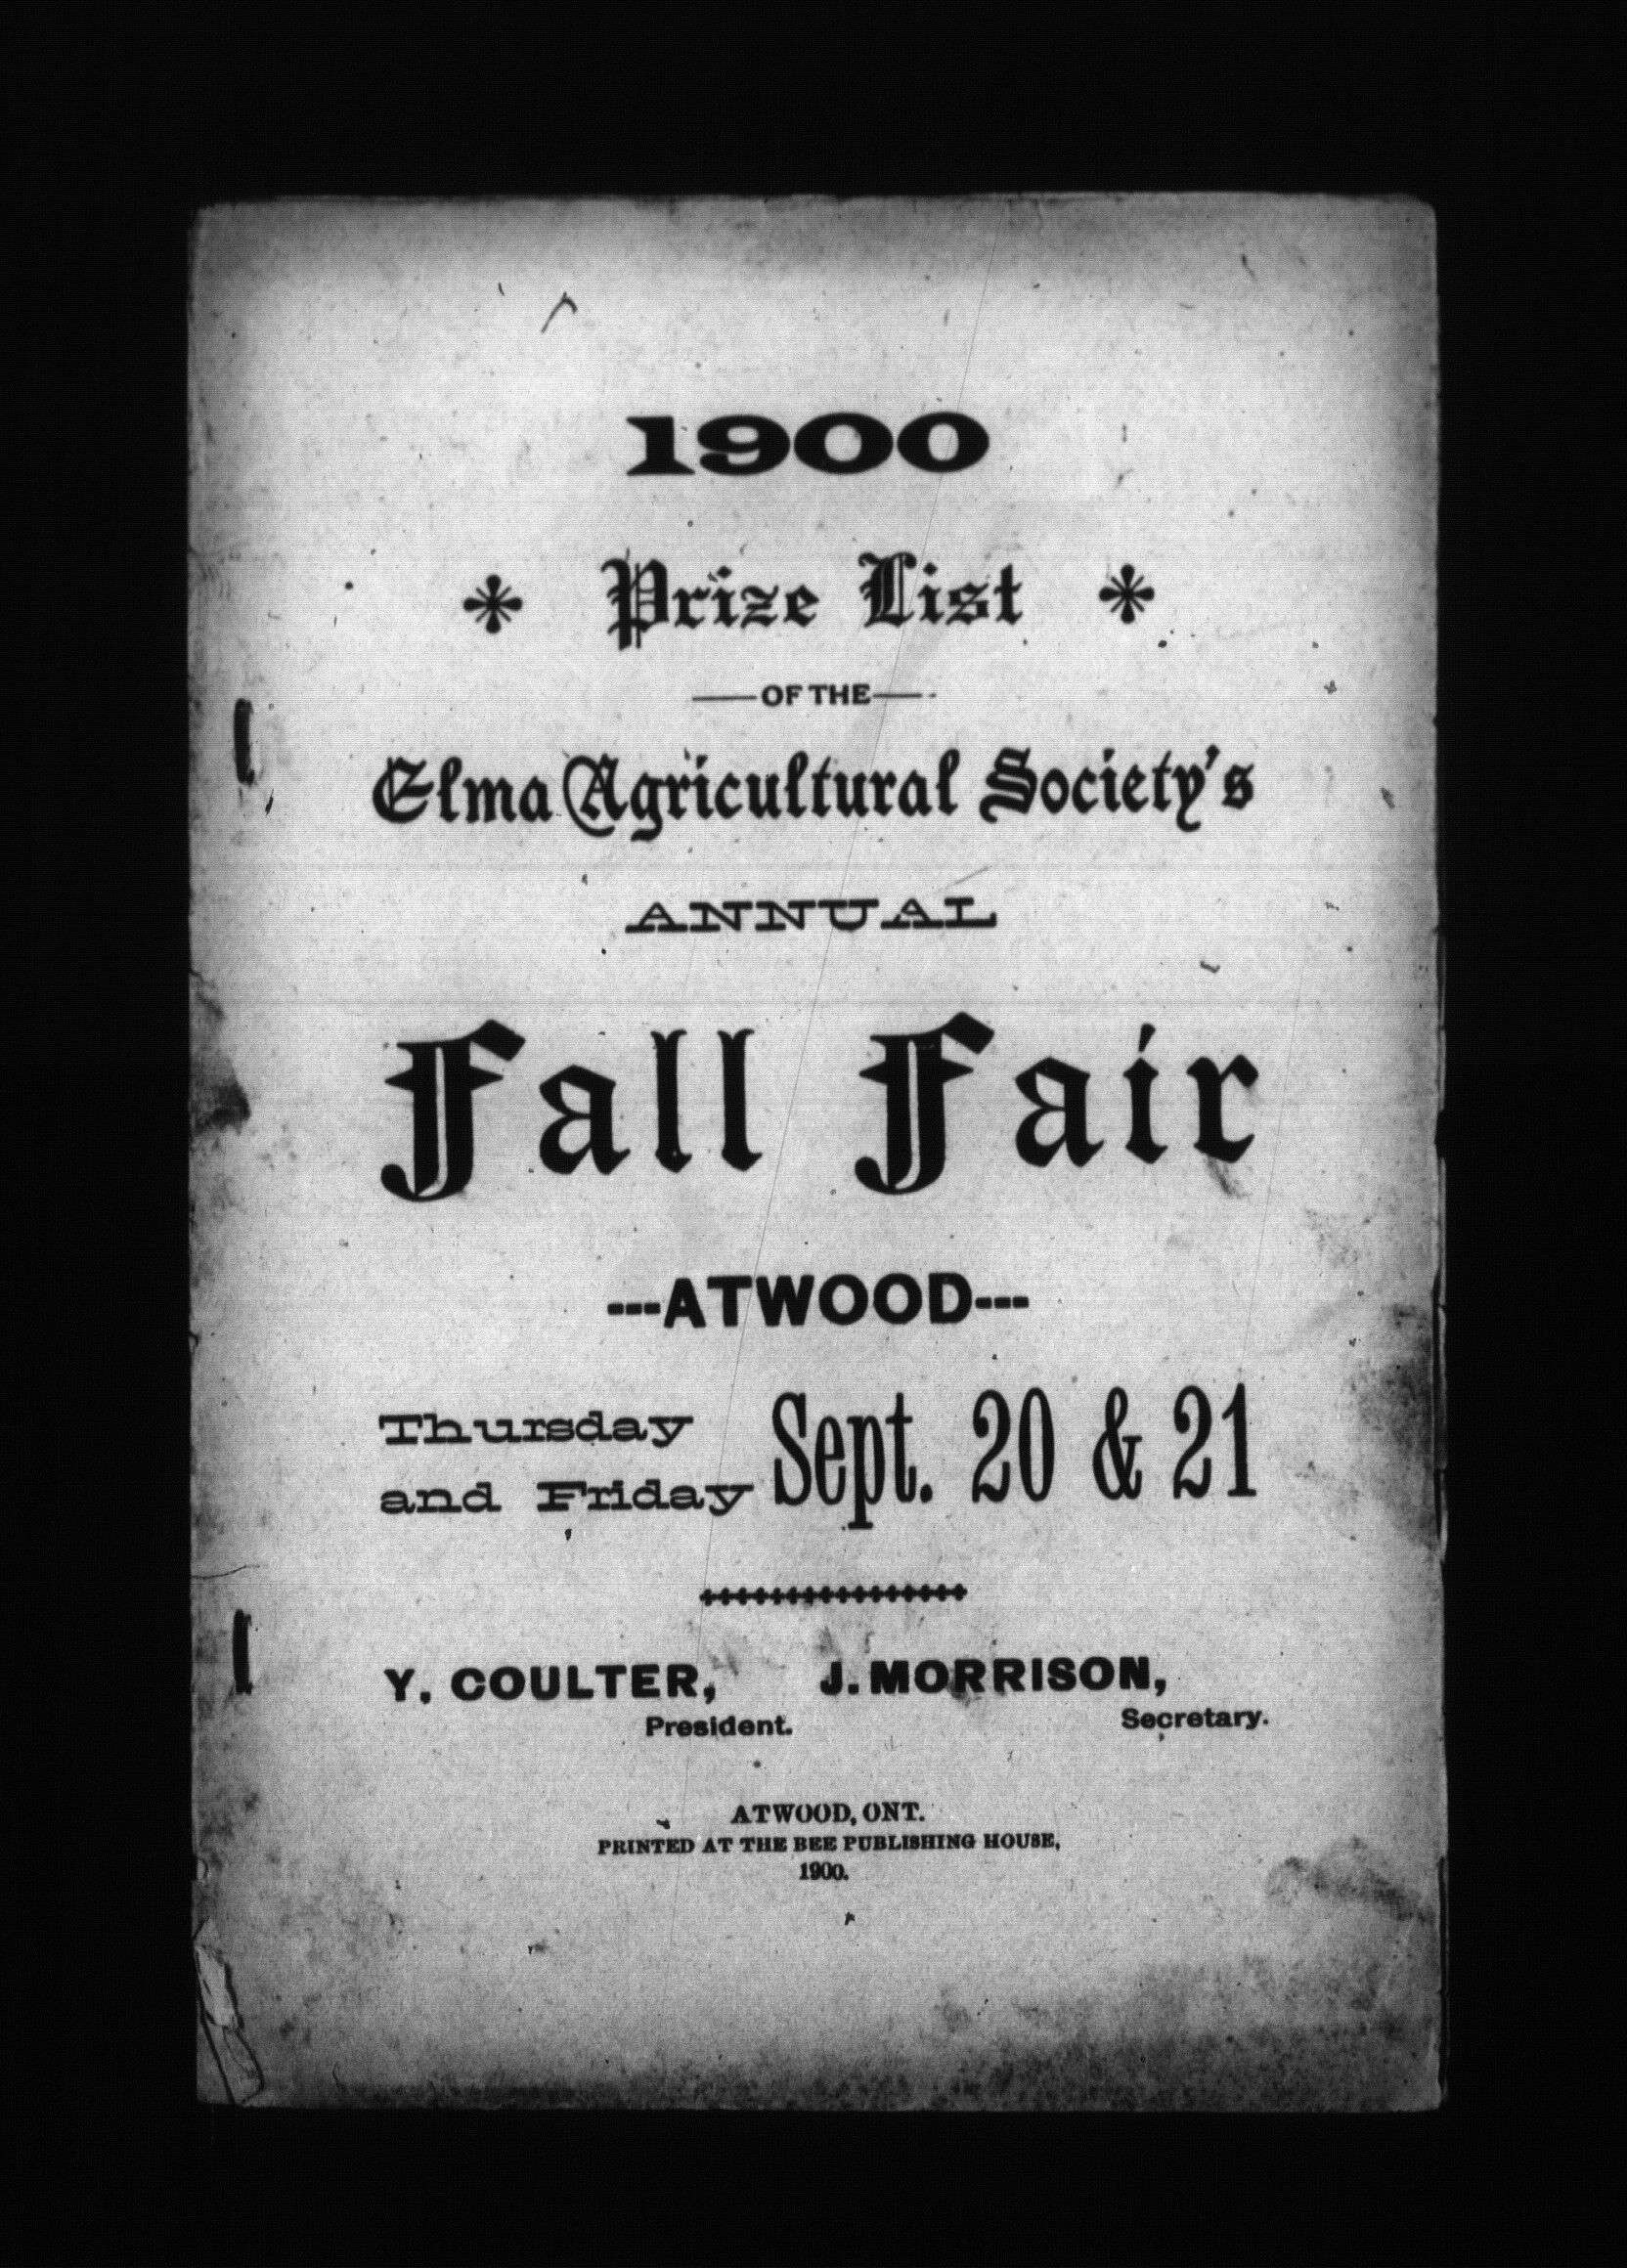 1900
Prize List
OF THE
Elma Agricultural Society's
ANNUAL
Fall Fair
---ATWOOD---
Thursday and Friday Sept. 20 & 21
Y. COULTER, President.
J. MORRISON, Secretary.
ATWOOD, ONT.
PRINTED AT THE BEE PUBLISHING HOUSE,
1900.